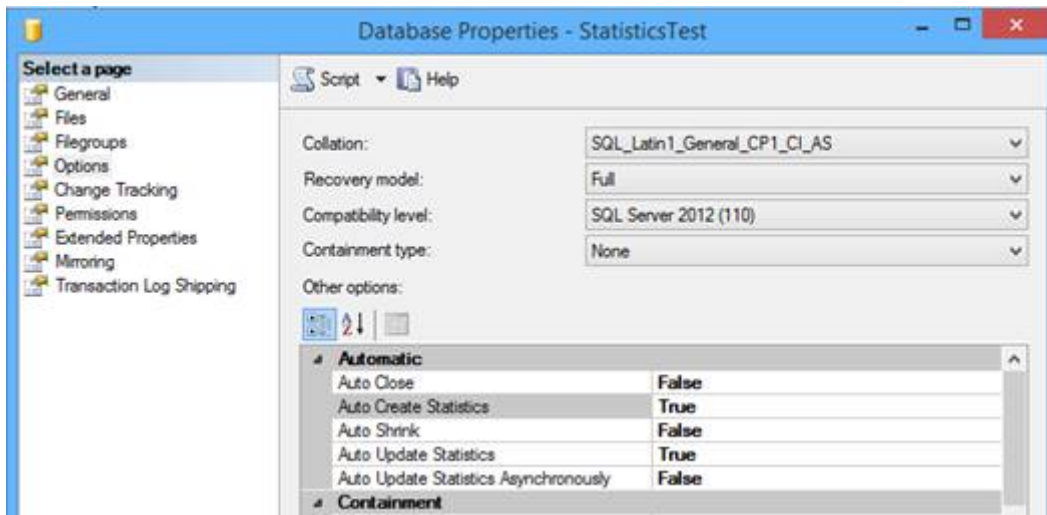 Database Properties - StatisticsTest
Select a page
General
Files
Filegroups
Options
Change Tracking
Permissions
Extended Properties
Mirroring
Transaction Log Shipping
Script Help
Collation: SQL_Latin1_General_CP1_CI_AS
Recovery model: Full
Compatibility level: SQL Server 2012 (110)
Containment type: None
Other options:
Automatic
Auto Close False
Auto Create Statistics True
Auto Shrink False
Auto Update Statistics True
Auto Update Statistics Asynchronously False
Containment